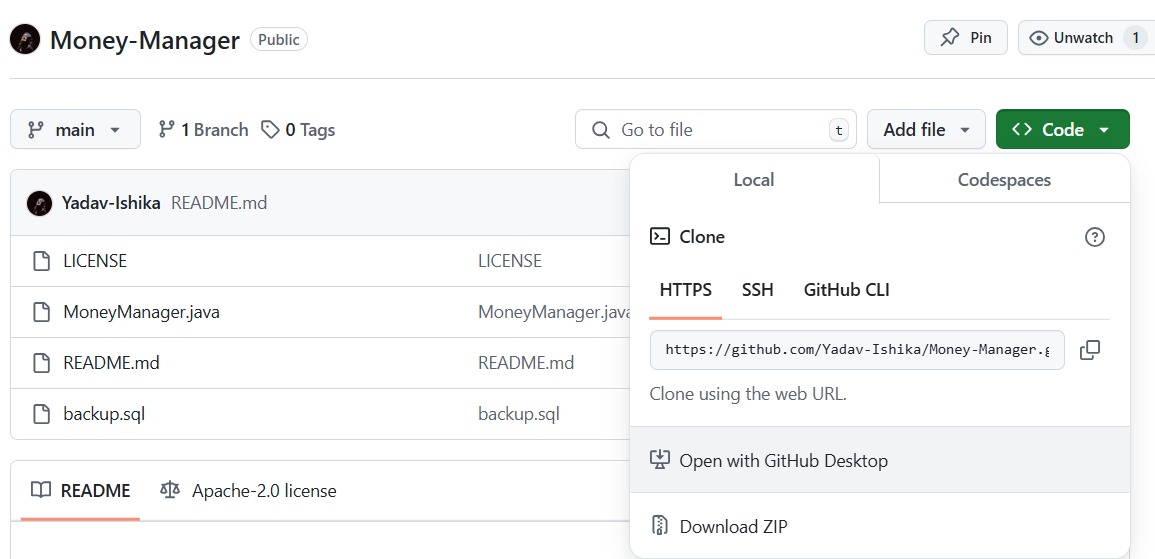 Money-Manager Public Pin Unwatch 1
main 1 Branch 0 Tags Go to file t Add file Code
Local Codespaces
Yadav-Ishika README.md
Clone
LICENSE LICENSE
HTTPS SSH GitHub CLI
MoneyManager.java MoneyManager.java
https://github.com/Yadav-Ishika/Money-Manager.g
README.md README.md
Clone using the web URL.
backup.sql backup.sql
Open with GitHub Desktop
README Apache-2.0 license
Download ZIP